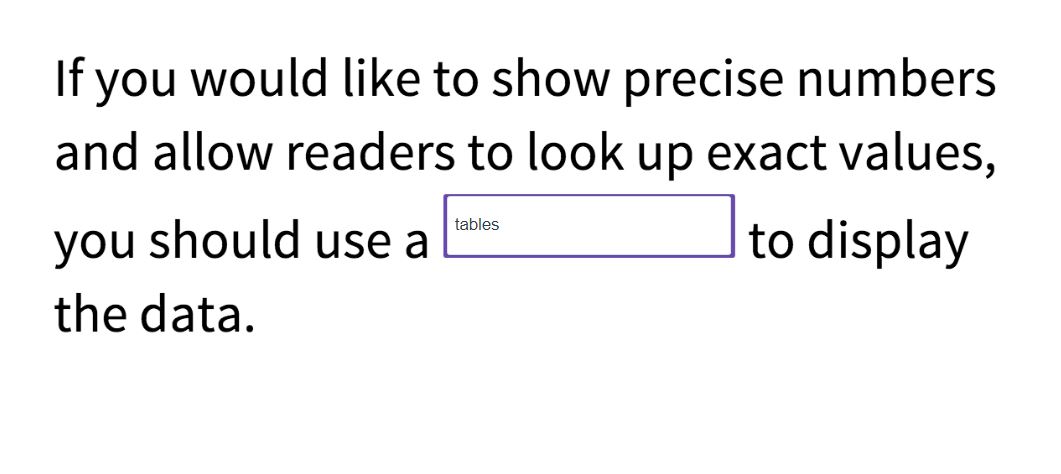 If you would like to show precise numbers
and allow readers to look up exact values,
you should use a tables to display
the data.